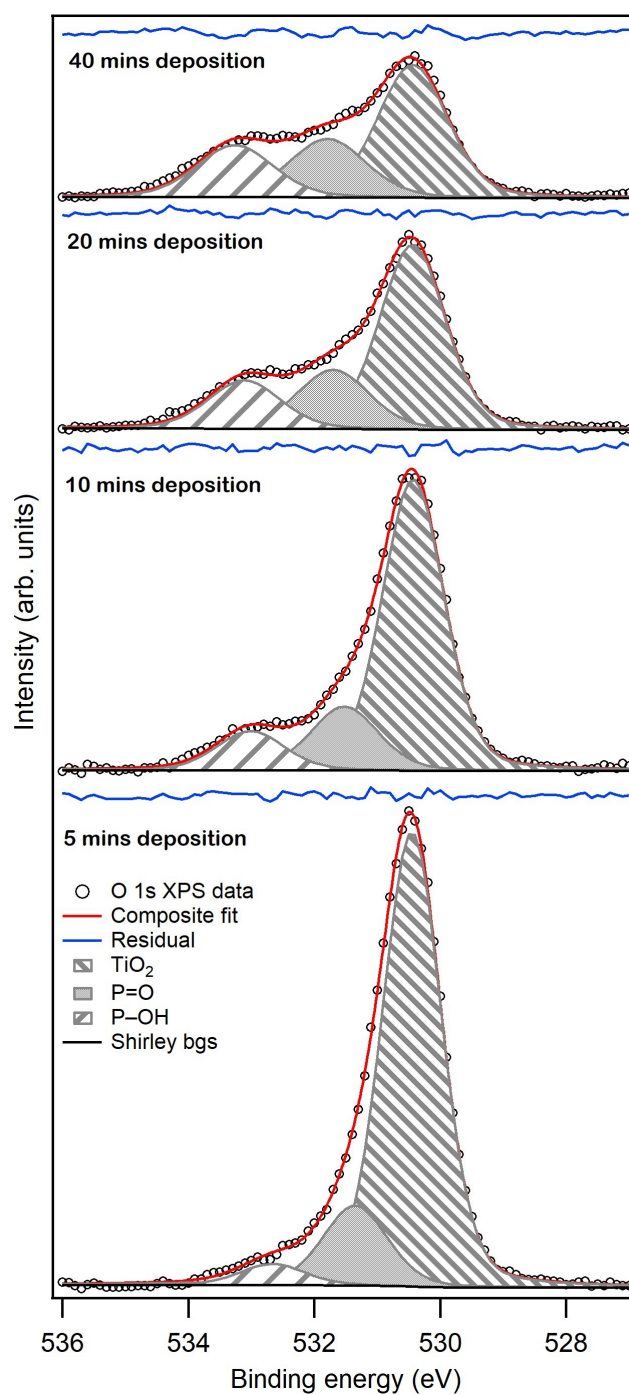 40 mins deposition
20 mins deposition
10 mins deposition
5 mins deposition
O 1s XPS data
Composite fit
Residual
TiO₂
P=O
P–OH
Shirley bgs
Intensity (arb. units)
536 534 532 530 528
Binding energy (eV)